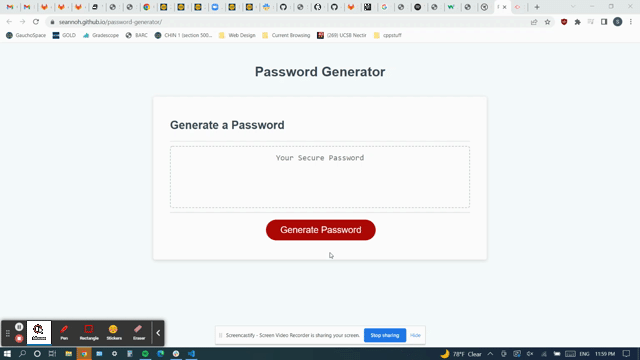 seannoh.github.io/password-generator/
GauchoSpace
GOLD
Gradescope
BARC
CHIN 1 (section 500...
Web Design
Current Browsing
(269) UCSB Nectir
cppstuff
Password Generator
Generate a Password
Your Secure Password
Generate Password
Pen
Rectangle
Stickers
Eraser
Screencastify - Screen Video Recorder is sharing your screen.
Stop sharing
Hide
78°F Clear
ENG
11:59 PM